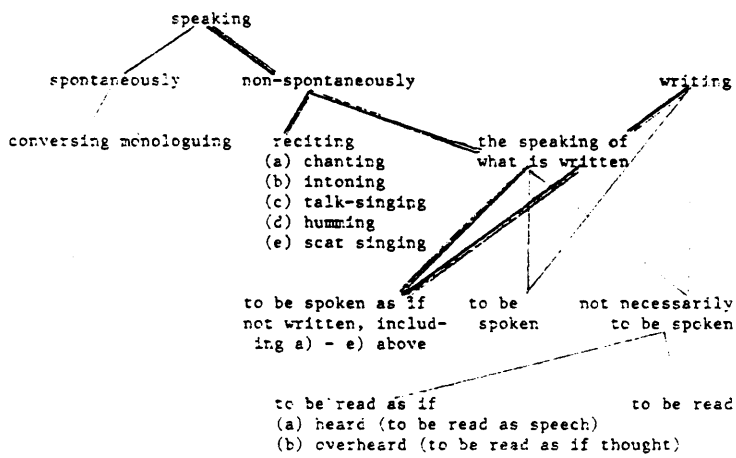 speaking
spontaneously non-spontaneously writing
conversing monologuing reciting the speaking of
(a) chanting what is written
(b) intoning
(c) talk-singing
(d) humming
(e) scat singing
to be spoken as if to be not necessarily
not written, includ- spoken to be spoken
ing a) - e) above
to be read as if to be read
(a) heard (to be read as speech)
(b) overheard (to be read as if thought)